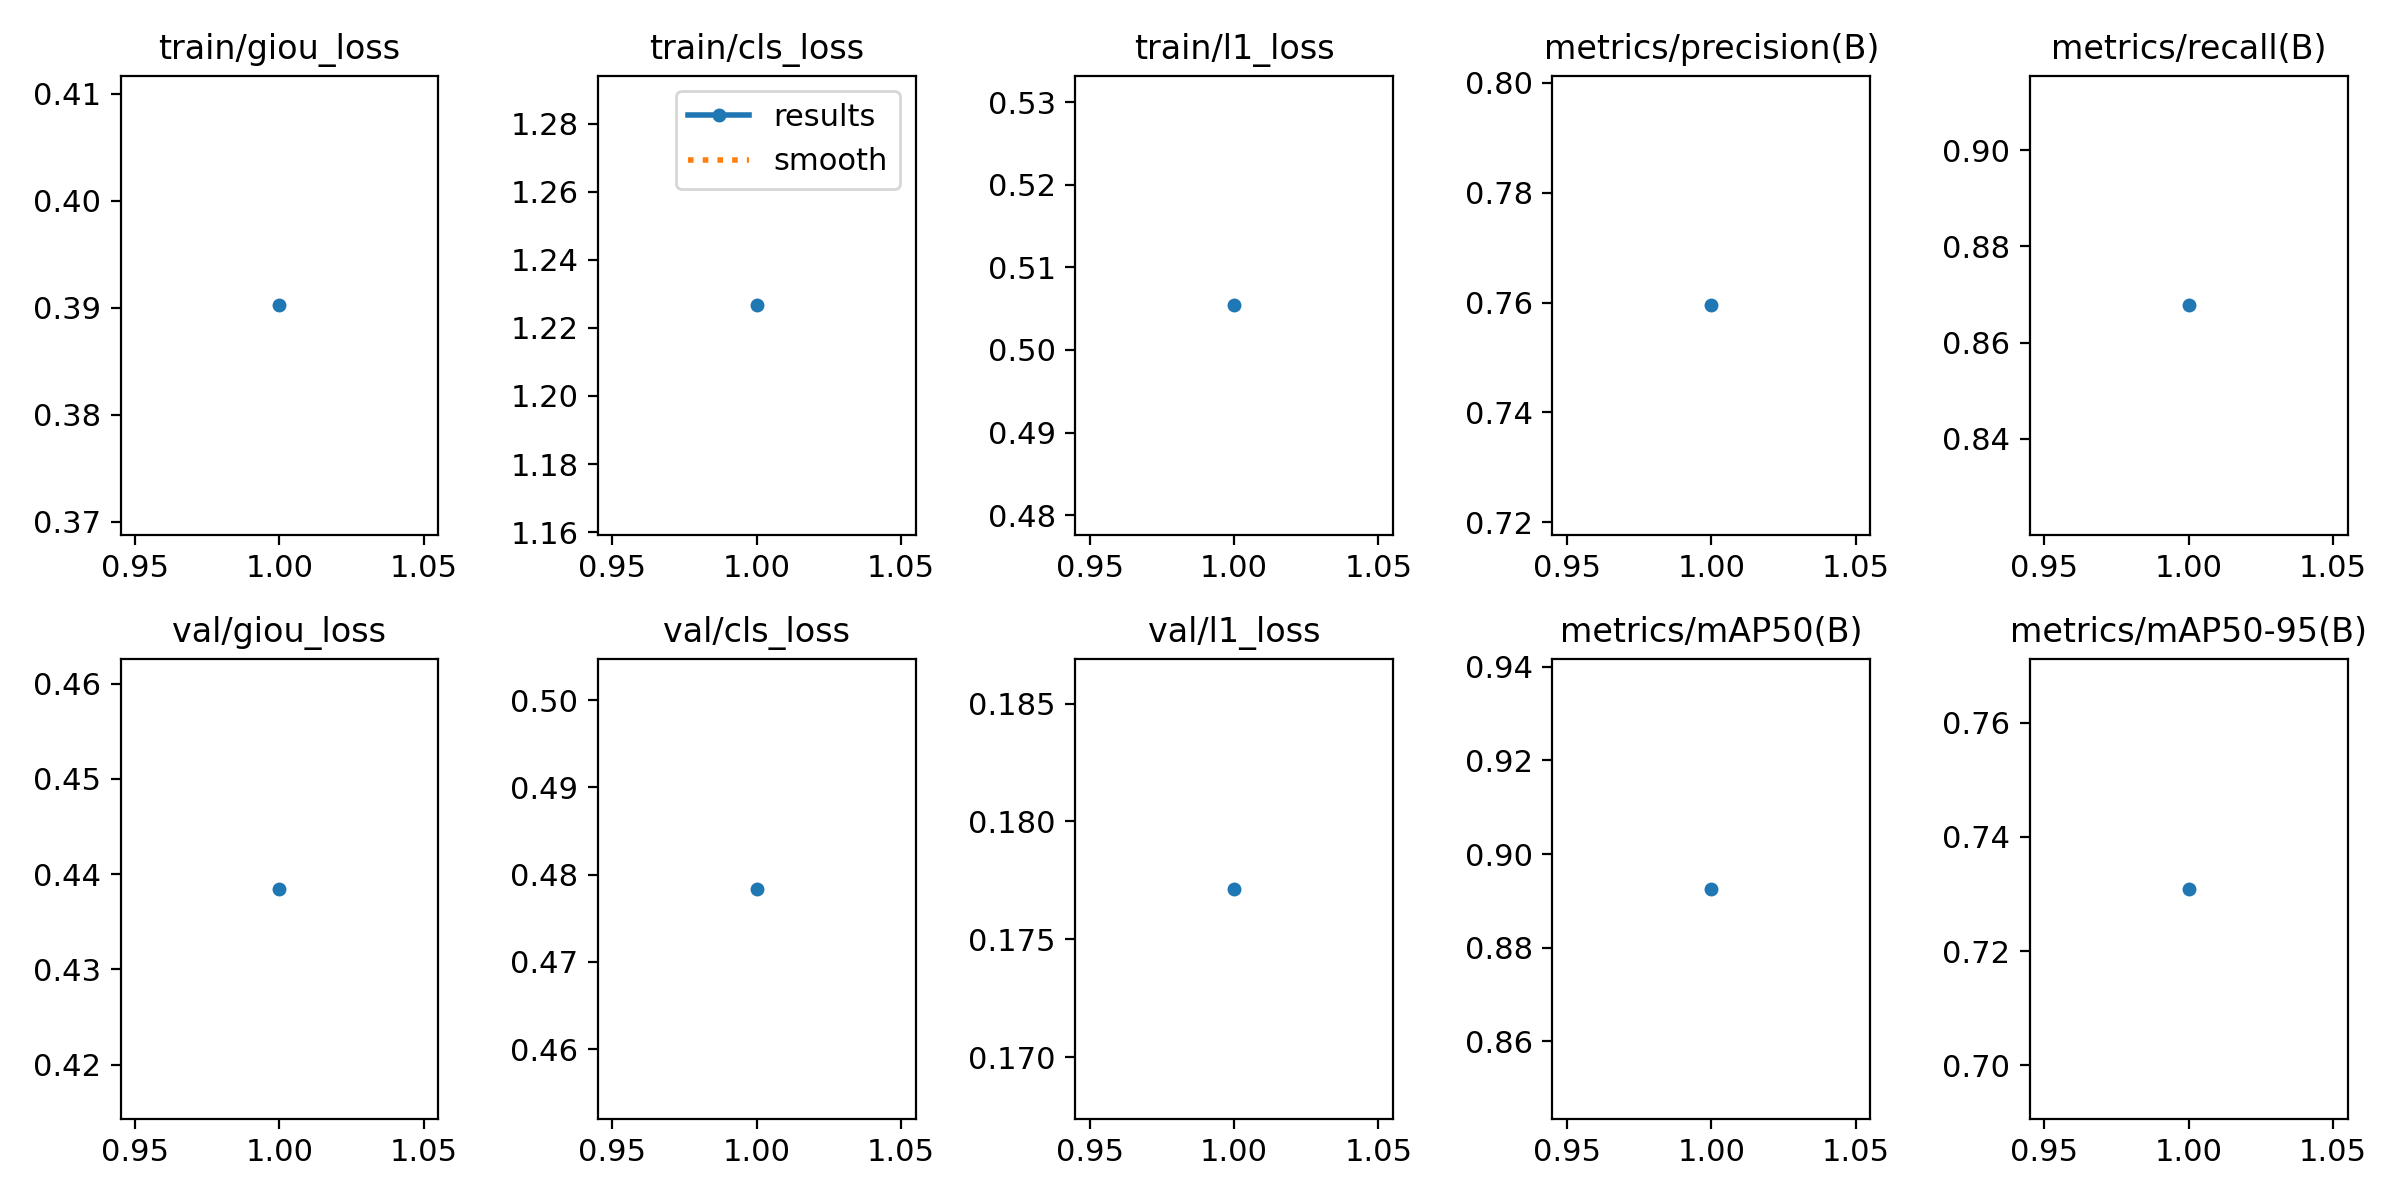 train/giou_loss
train/cls_loss
train/l1_loss
metrics/precision(B)
metrics/recall(B)
0.41
0.40
0.39
0.38
0.37
0.95 1.00 1.05
results
smooth
1.28
1.26
1.24
1.22
1.20
1.18
1.16
0.95 1.00 1.05
0.53
0.52
0.51
0.50
0.49
0.48
0.95 1.00 1.05
0.80
0.78
0.76
0.74
0.72
0.95 1.00 1.05
0.90
0.88
0.86
0.84
0.95 1.00 1.05
val/giou_loss
val/cls_loss
val/l1_loss
metrics/mAP50(B)
metrics/mAP50-95(B)
0.46
0.45
0.44
0.43
0.42
0.95 1.00 1.05
0.50
0.49
0.48
0.47
0.46
0.95 1.00 1.05
0.185
0.180
0.175
0.170
0.95 1.00 1.05
0.94
0.92
0.90
0.88
0.86
0.95 1.00 1.05
0.76
0.74
0.72
0.70
0.95 1.00 1.05